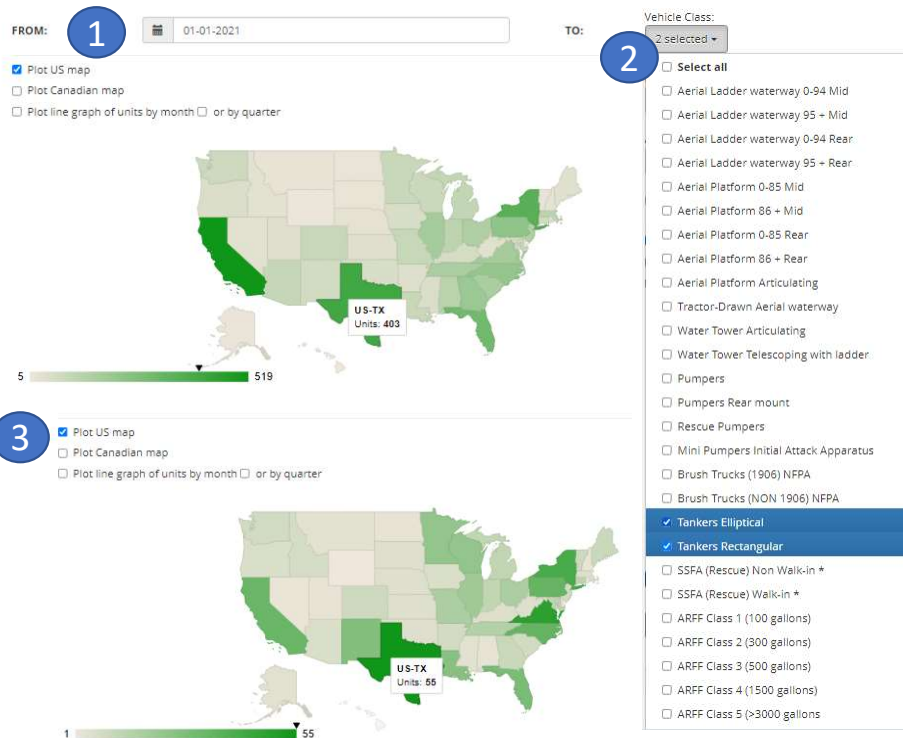 FROM:
1
01-01-2021
TO:
Plot US map
Plot Canadian map
Plot line graph of units by month or by quarter
US-TX
Units: 403
5
519
Vehicle Class:
2 selected
2
Select all
Aerial Ladder waterway 0-94 Mid
Aerial Ladder waterway 95 + Mid
Aerial Ladder waterway 0-94 Rear
Aerial Ladder waterway 95 + Rear
Aerial Platform 0-85 Mid
Aerial Platform 86 + Mid
Aerial Platform 0-85 Rear
Aerial Platform 86 + Rear
Aerial Platform Articulating
Tractor-Drawn Aerial waterway
Water Tower Articulating
Water Tower Telescoping with ladder
Pumpers
Pumpers Rear mount
Rescue Pumpers
Mini Pumpers Initial Attack Apparatus
Brush Trucks (1906) NFPA
Brush Trucks (NON 1906) NFPA
Tankers Elliptical
Tankers Rectangular
SSFA (Rescue) Non Walk-in *
SSFA (Rescue) Walk-in *
ARFF Class 1 (100 gallons)
ARFF Class 2 (300 gallons)
ARFF Class 3 (500 gallons)
ARFF Class 4 (1500 gallons)
ARFF Class 5 (>3000 gallons
3
Plot US map
Plot Canadian map
Plot line graph of units by month or by quarter
US-TX
Units: 55
1
55